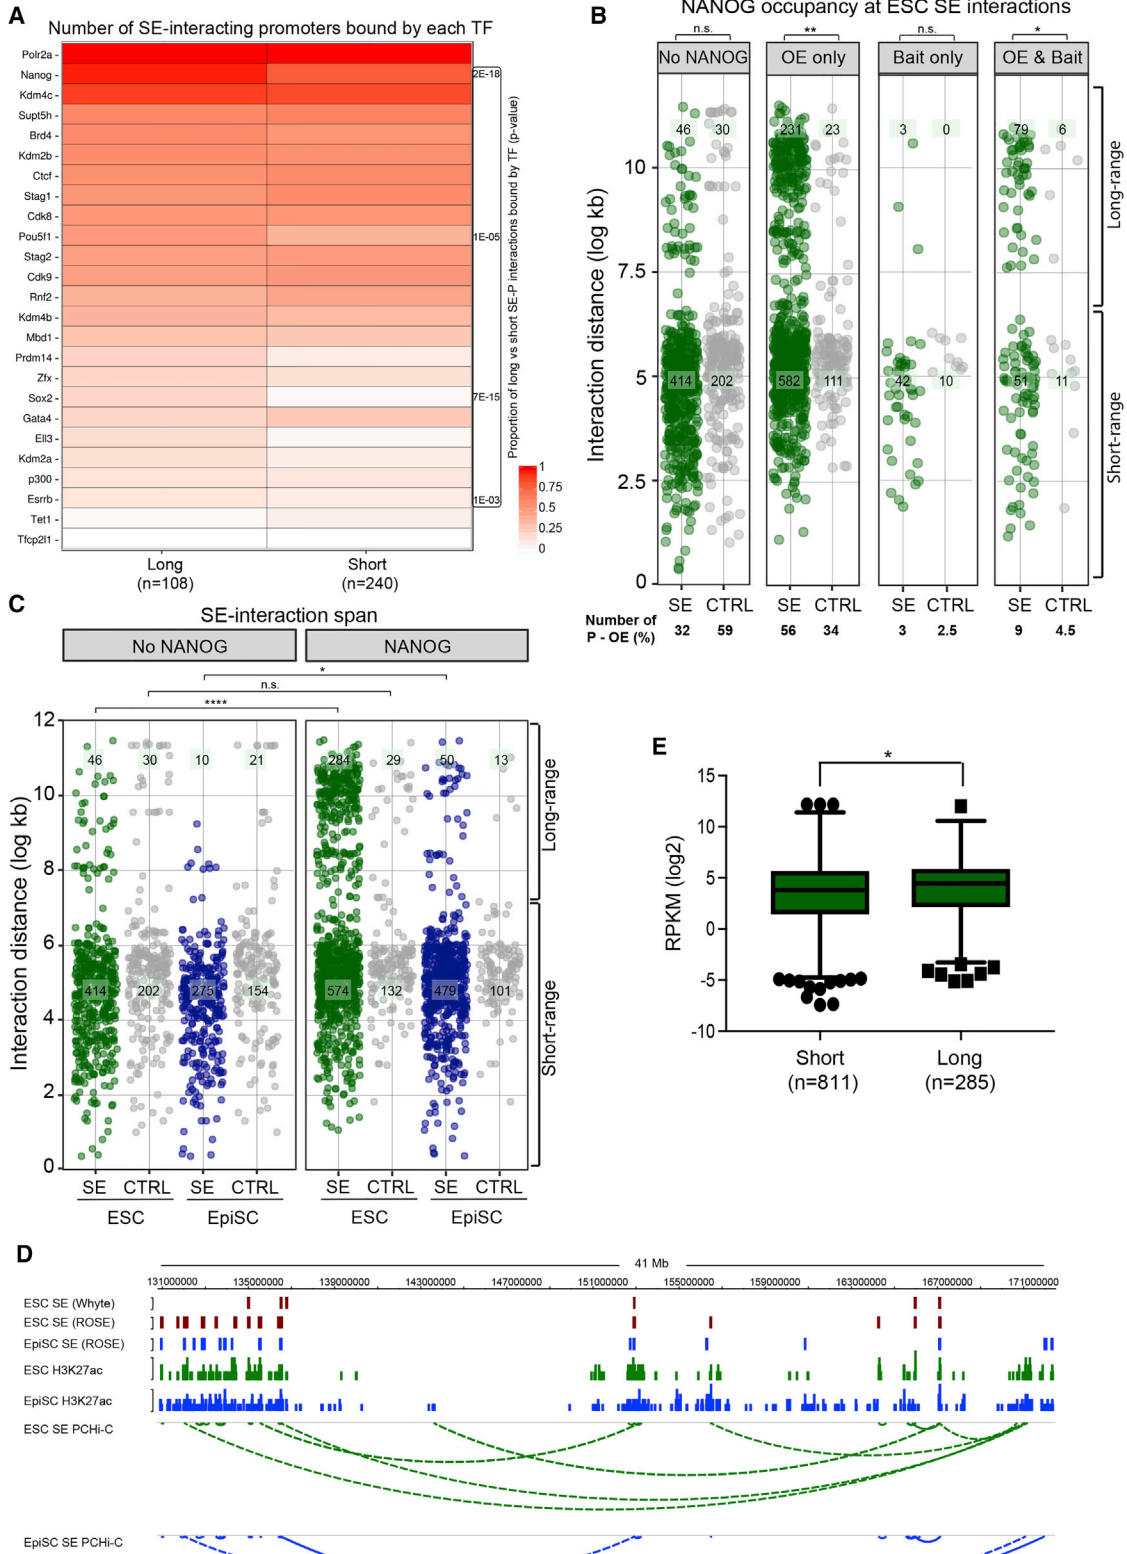 A
Number of SE-interacting promoters bound by each TF
Polr2a
Nanog
Kdm4c
Supt5h
Brd4
Kdm2b
Ctcf
Stag1
Cdk8
Pou5f1
Stag2
Cdk9
Rnf2
Kdm4b
Mbd1
Prdm14
Zfx
Sox2
Gata4
Ell3
Kdm2a
p300
Esrrb
Tet1
Tfcp2l1
2E-18
1E-05
7E-15
1E-03
Proportion of long vs short SE-P interactions bound by TF (p-value)
1
0.75
0.5
0.25
0
Long
(n=108)
Short
(n=240)
B
NANOG occupancy at ESC SE interactions
n.s.
**
n.s.
*
No NANOG
OE only
Bait only
OE & Bait
Interaction distance (log kb)
10
7.5
5
2.5
0
46 30 231 23 3 0 79 6
414 202 582 111 42 10 51 11
Long-range
Short-range
SE CTRL SE CTRL SE CTRL SE CTRL
Number of
P - OE (%)
32 59 56 34 3 2.5 9 4.5
C
SE-interaction span
No NANOG
NANOG
*
n.s.
****
Interaction distance (log kb)
12
10
8
6
4
2
0
46 30 10 21 284 29 50 13
414 202 275 154 574 132 479 101
Long-range
Short-range
SE CTRL SE CTRL SE CTRL SE CTRL
ESC EpiSC ESC EpiSC
E
*
RPKM (log2)
15
10
5
0
-5
-10
Short
(n=811)
Long
(n=285)
D
41 Mb
131000000 135000000 139000000 143000000 147000000 151000000 155000000 159000000 163000000 167000000 171000000
ESC SE (Whyte)
ESC SE (ROSE)
EpiSC SE (ROSE)
ESC H3K27ac
EpiSC H3K27ac
ESC SE PCHi-C
EpiSC SE PCHi-C